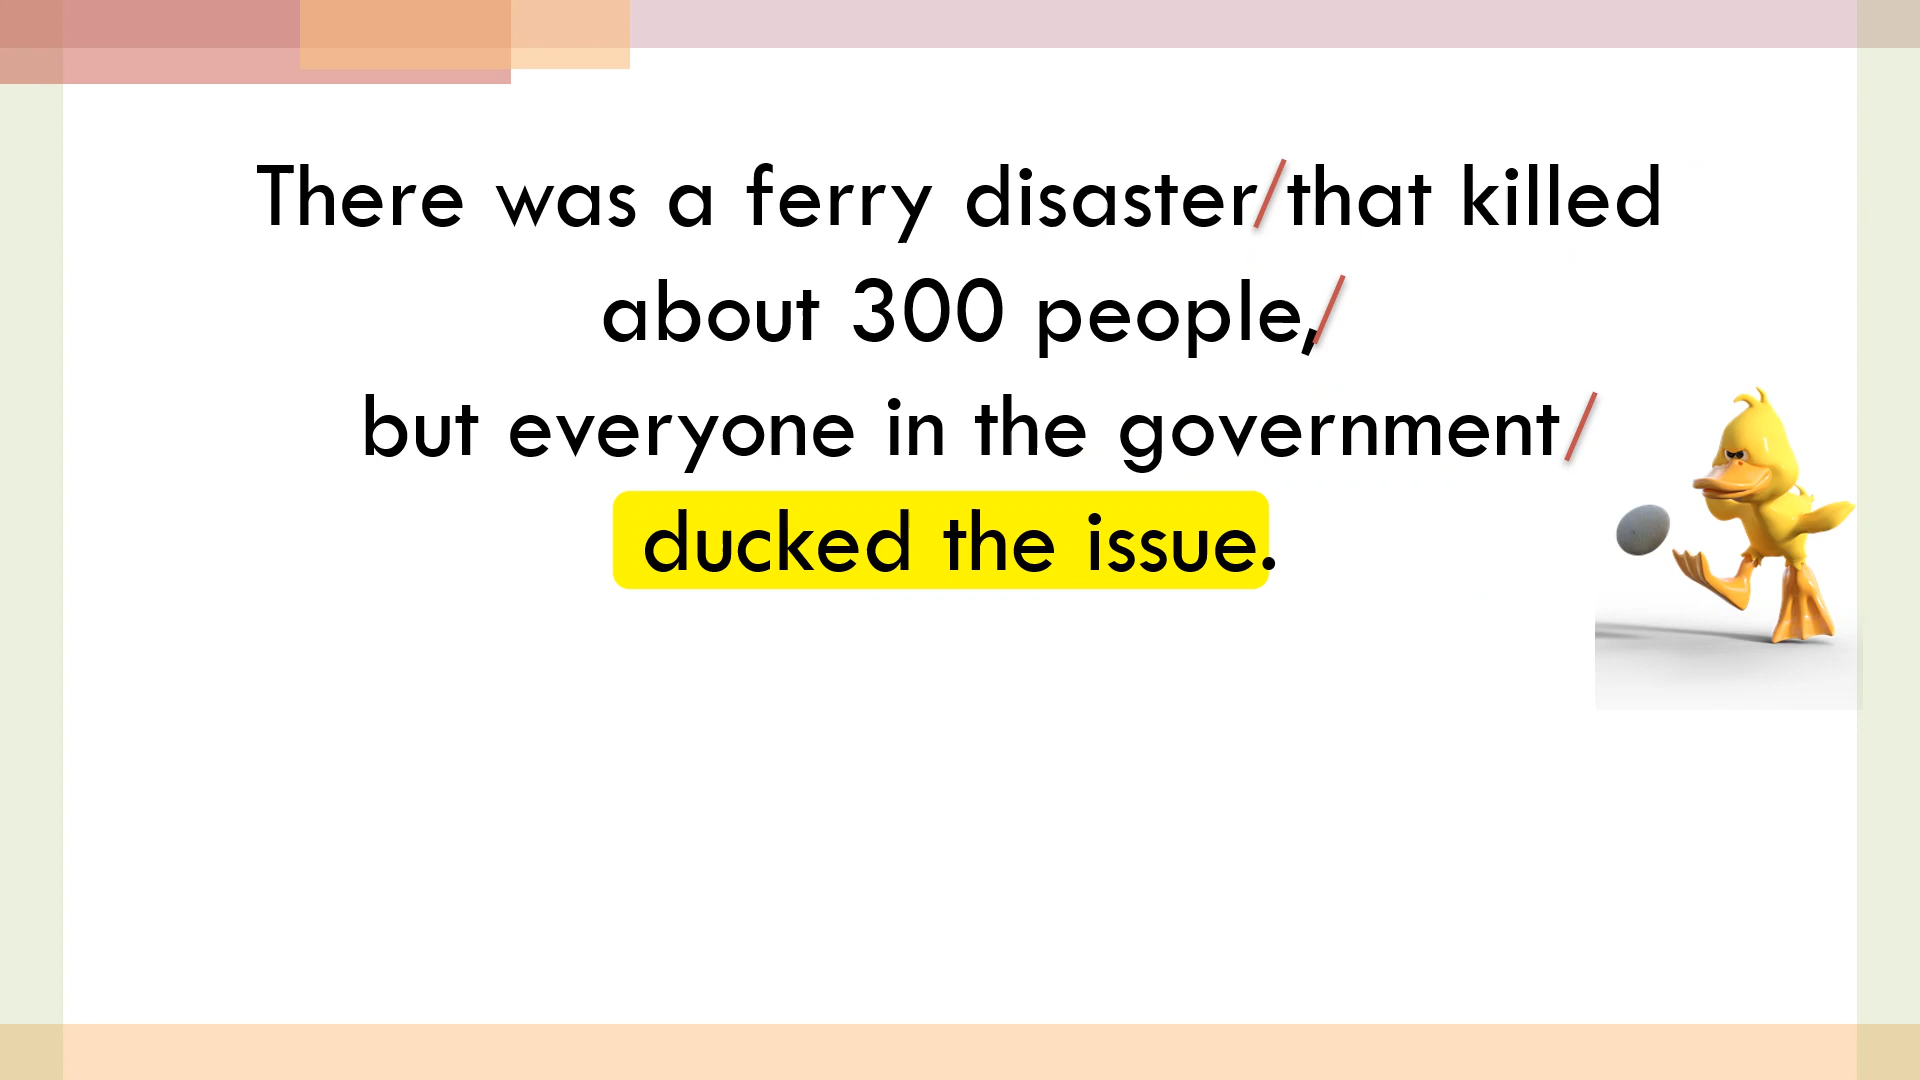 There was a ferry disaster/that killed
about 300 people,/
but everyone in the government/
ducked the issue.